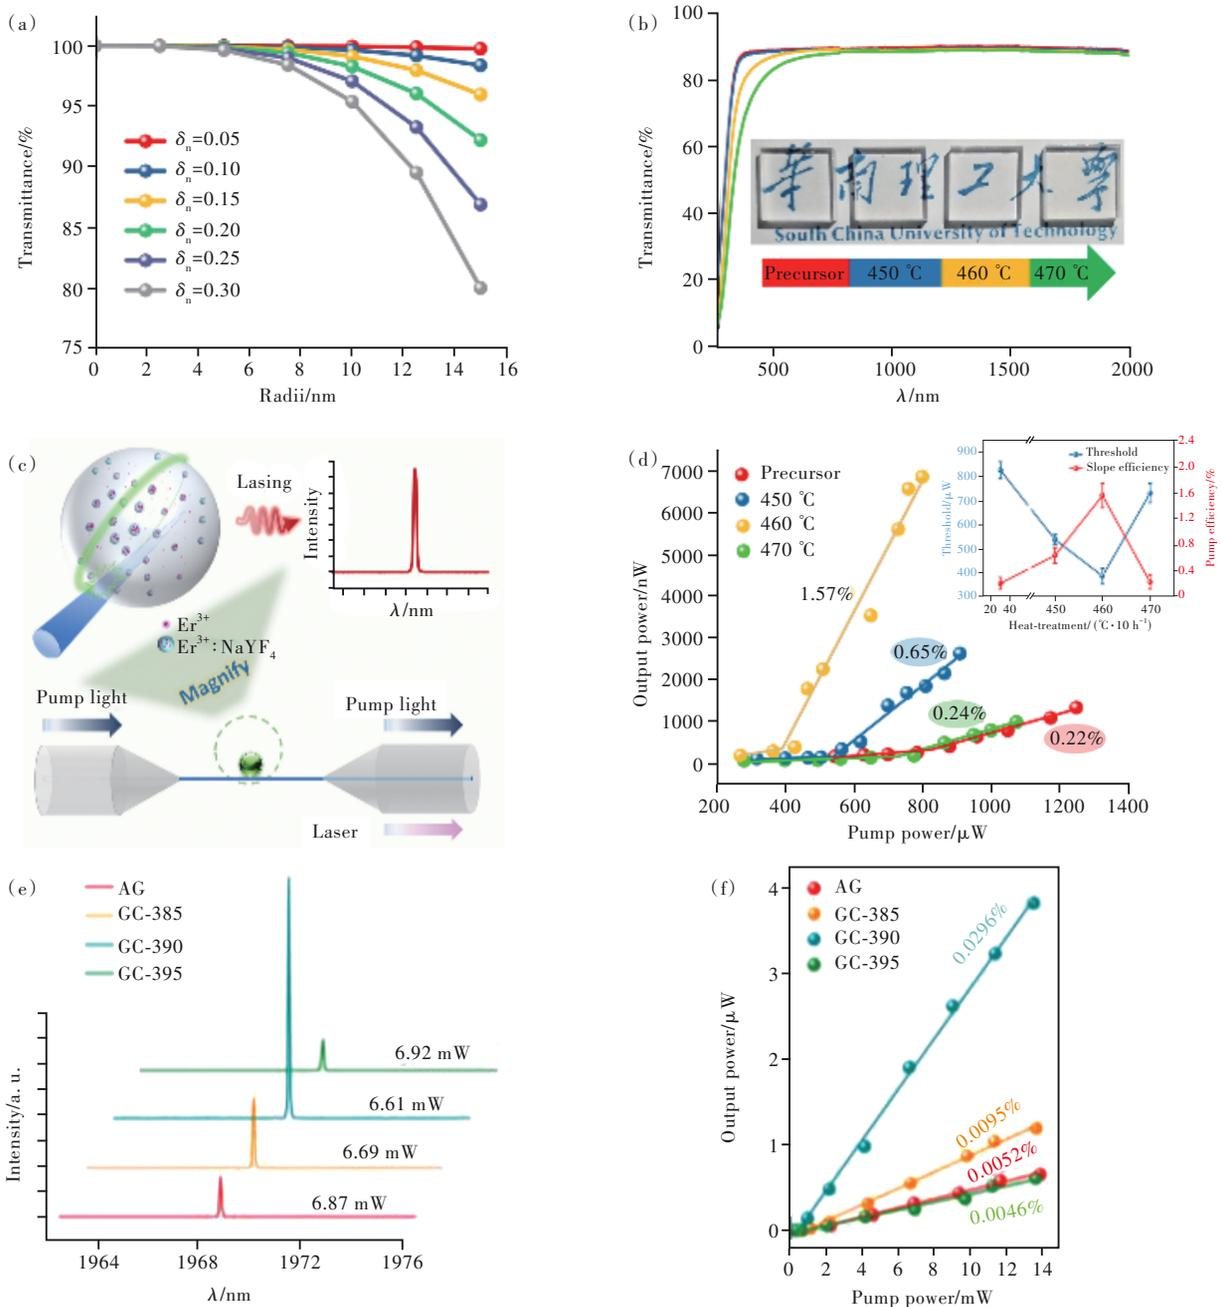 (a)
100
95
90
85
80
75
Transmittance/%
δn=0.05
δn=0.10
δn=0.15
δn=0.20
δn=0.25
δn=0.30
0 2 4 6 8 10 12 14 16
Radii/nm
(b)
100
80
60
40
20
0
Transmittance/%
华南理工大学
South China University of Technology
Precursor 450 ℃ 460 ℃ 470 ℃
500 1000 1500 2000
λ/nm
(c)
Lasing
Intensity
λ/nm
Er3+
Er3+:NaYF4
Magnify
Pump light
Pump light
Laser
(d)
7000
6000
5000
4000
3000
2000
1000
0
Output power/nW
Precursor
450 ℃
460 ℃
470 ℃
1.57%
0.65%
0.24%
0.22%
200 400 600 800 1000 1200 1400
Pump power/μW
900
800
700
600
500
400
300
Threshold/μW
Threshold
Slope efficiency
2.4
2.0
1.6
1.2
0.8
0.4
0
Pump efficiency/%
20 40 450 460 470
Heat-treatment/(℃·10 h-1)
(e)
AG
GC-385
GC-390
GC-395
Intensity/a. u.
6.92 mW
6.61 mW
6.69 mW
6.87 mW
1964 1968 1972 1976
λ/nm
(f)
4
3
2
1
0
Output power/μW
AG
GC-385
GC-390
GC-395
0.0296%
0.0095%
0.0052%
0.0046%
0 2 4 6 8 10 12 14
Pump power/mW